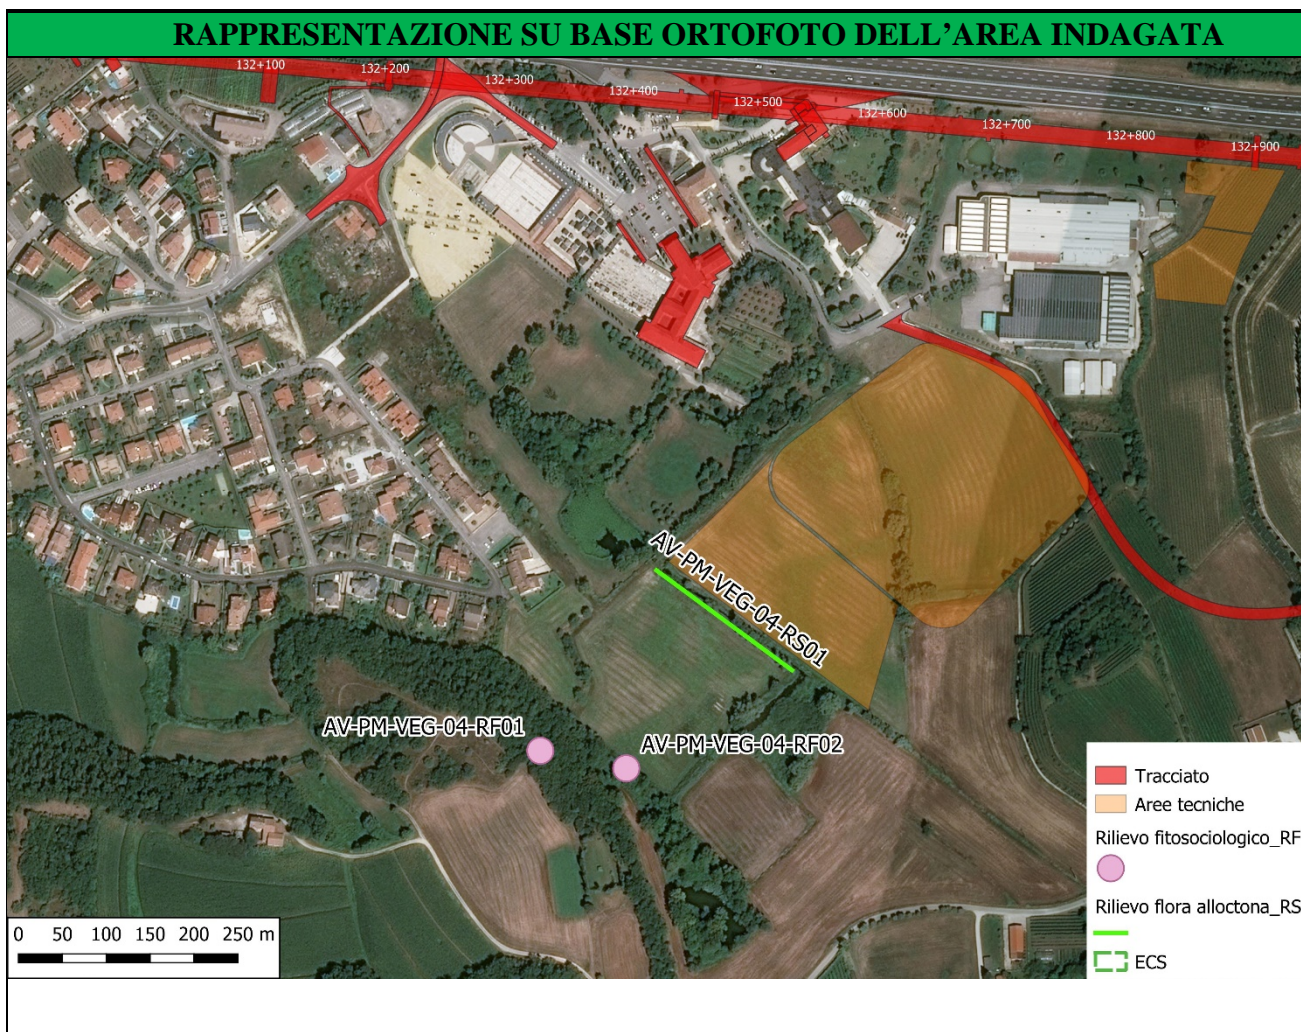 RAPPRESENTAZIONE SU BASE ORTOFOTO DELL'AREA INDAGATA
132+100
132+200
132+300
132+400
132+500
132+600
132+700
132+800
132+900
AV-PM-VEG-04-RS01
AV-PM-VEG-04-RF01
AV-PM-VEG-04-RF02
Tracciato
Aree tecniche
Rilievo fitosociologico_RF
Rilievo flora alloctona_RS
ECS
0 50 100 150 200 250 m